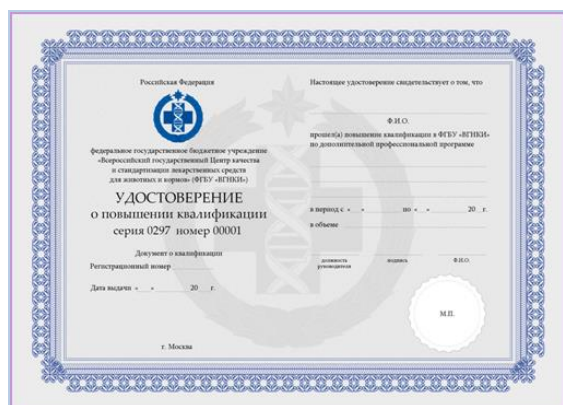 Российская Федерация
федеральное государственное бюджетное учреждение
«Всероссийский государственный Центр качества
и стандартизации лекарственных средств
для животных и кормов» (ФГБУ «ВГНКИ»)
УДОСТОВЕРЕНИЕ
о повышении квалификации
серия 0297 номер 00001
Документ о квалификации
Регистрационный номер
Дата выдачи « » 20 г.
г. Москва
Настоящее удостоверение свидетельствует о том, что
Ф.И.О.
прошел(а) повышение квалификации в ФГБУ «ВГНКИ»
по дополнительной профессиональной программе
в период с « » по « » 20 г.
в объеме
должность подпись Ф.И.О.
руководителя
М.П.